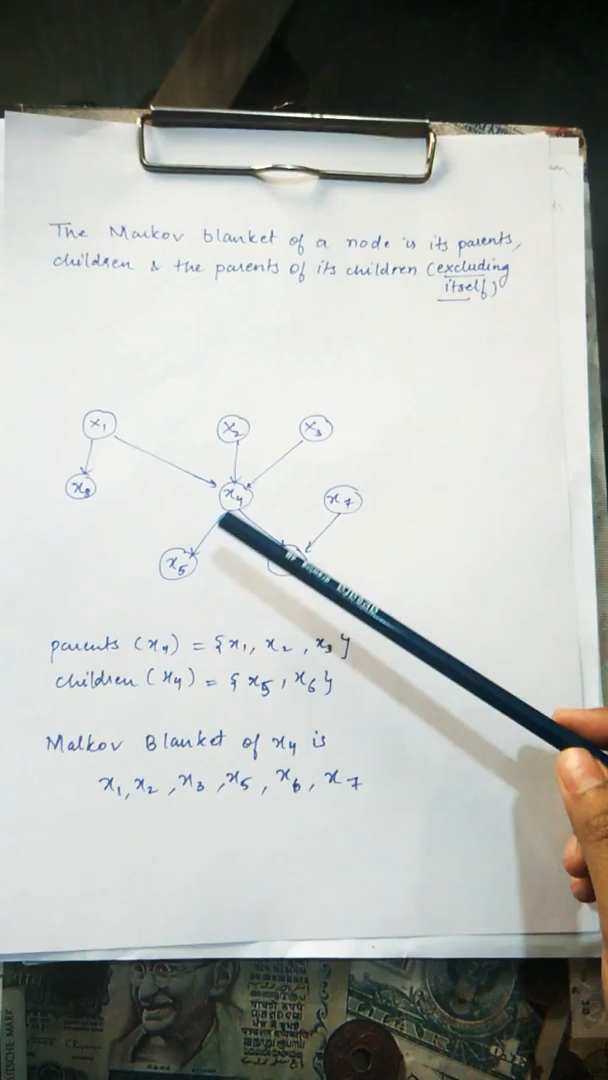 The Markov blanket of a node is its parents,
children & the parents of its children (excluding
itself)
x1 x2 x3
x8 x4 x7
x5
parents (x4) = {x1, x2, x3}
children (x4) = {x5, x6}
Malkov Blanket of x4 is
x1, x2, x3, x5, x6, x7